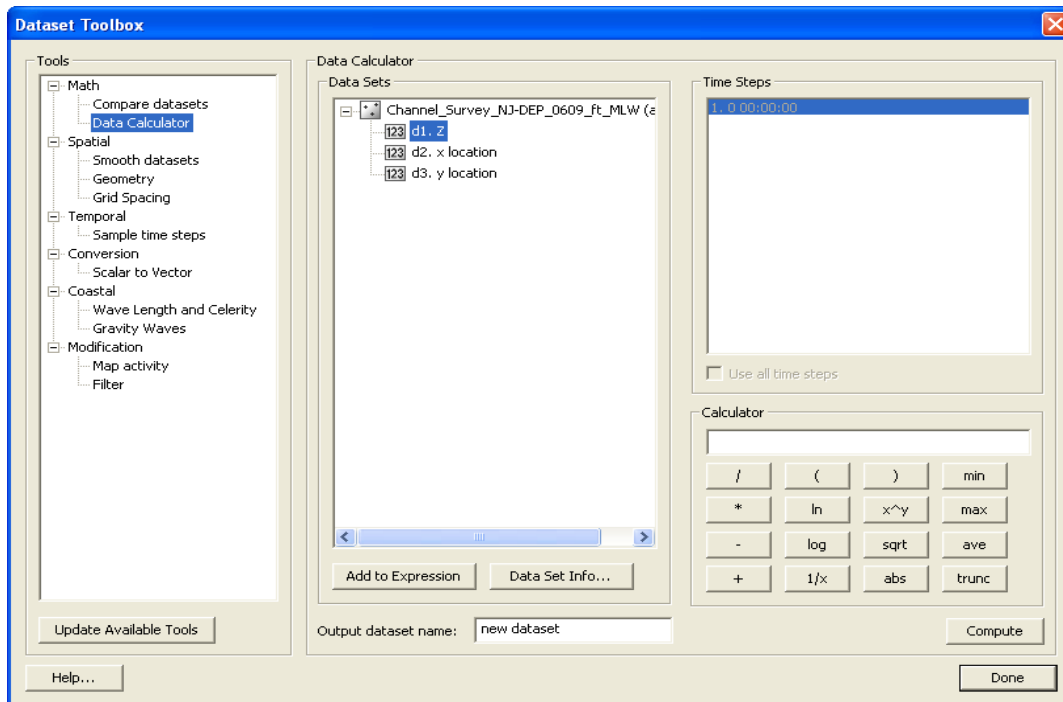 Dataset Toolbox
Tools
Math
Compare datasets
Data Calculator
Spatial
Smooth datasets
Geometry
Grid Spacing
Temporal
Sample time steps
Conversion
Scalar to Vector
Coastal
Wave Length and Celerity
Gravity Waves
Modification
Map activity
Filter
Update Available Tools
Help...
Data Calculator
Data Sets
Channel_Survey_NJ-DEP_0609_ft_MLW (a
123 d1. Z
123 d2. x location
123 d3. y location
Add to Expression Data Set Info...
Output dataset name: new dataset
Time Steps
1. 0 00:00:00
Use all time steps
Calculator
/ ( ) min
* ln x^y max
- log sqrt ave
+ 1/x abs trunc
Compute
Done